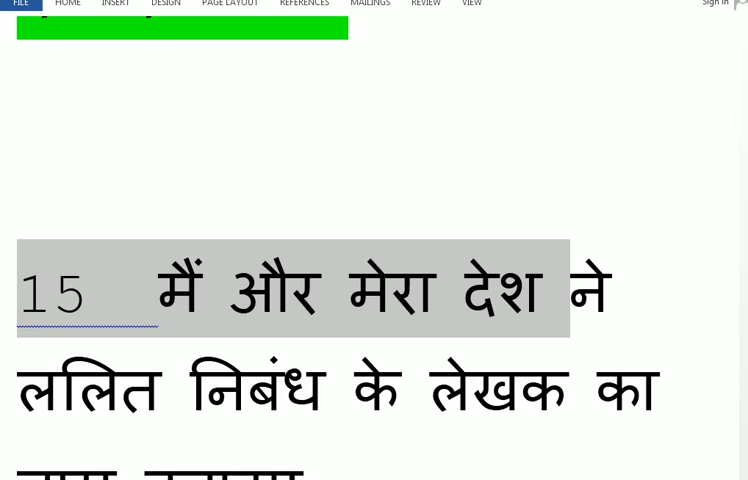 FILE HOME INSERT DESIGN PAGE LAYOUT REFERENCES MAILINGS REVIEW VIEW Sign in
15 मैं और मेरा देश ने
ललित निबंध के लेखक का